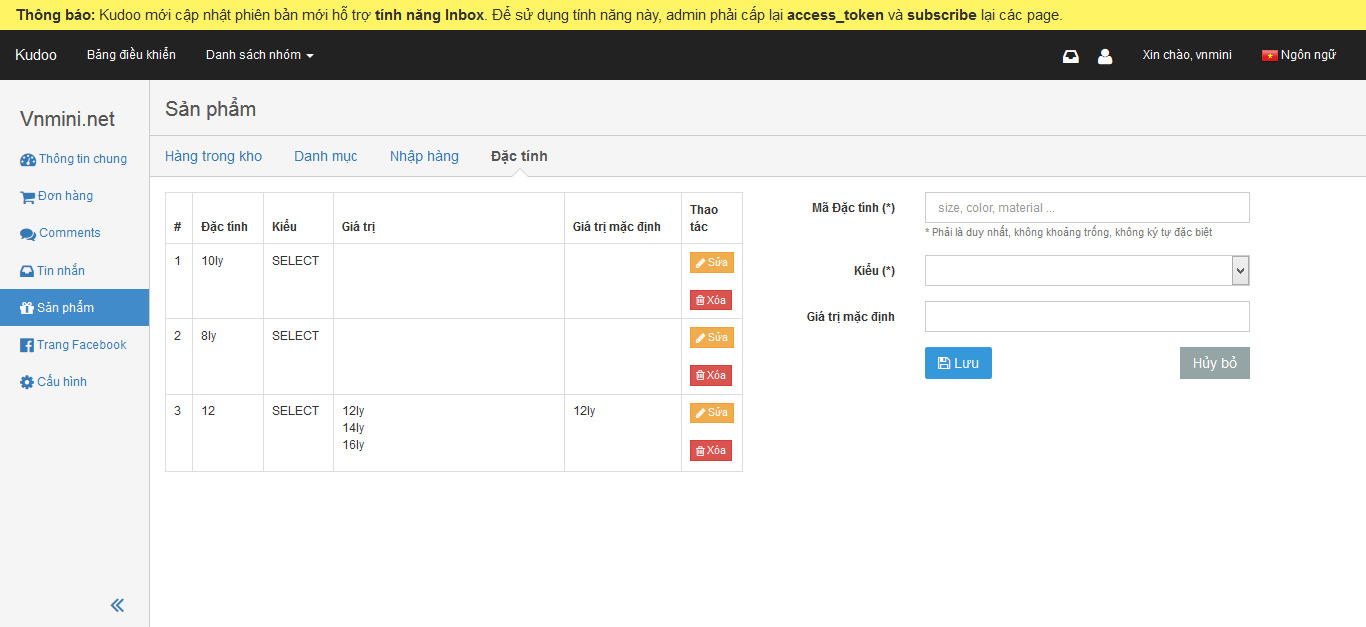 Thông báo: Kudoo mới cập nhật phiên bản mới hỗ trợ tính năng Inbox. Để sử dụng tính năng này, admin phải cấp lại access_token và subscribe lại các page.
Kudoo Bảng điều khiển Danh sách nhóm Xin chào, vnmini Ngôn ngữ
Vnmini.net
Thông tin chung
Đơn hàng
Comments
Tin nhắn
Sản phẩm
Trang Facebook
Cấu hình
Sản phẩm
Hàng trong kho Danh mục Nhập hàng Đặc tính
# Đặc tính Kiểu Giá trị Giá trị mặc định Thao tác
1 10ly SELECT Sửa
Xóa
2 8ly SELECT Sửa
Xóa
3 12 SELECT 12ly 12ly Sửa
14ly
16ly Xóa
Mã Đặc tính (*) size, color, material ...
* Phải là duy nhất, không khoảng trống, không ký tự đặc biệt
Kiểu (*)
Giá trị mặc định
Lưu Hủy bỏ